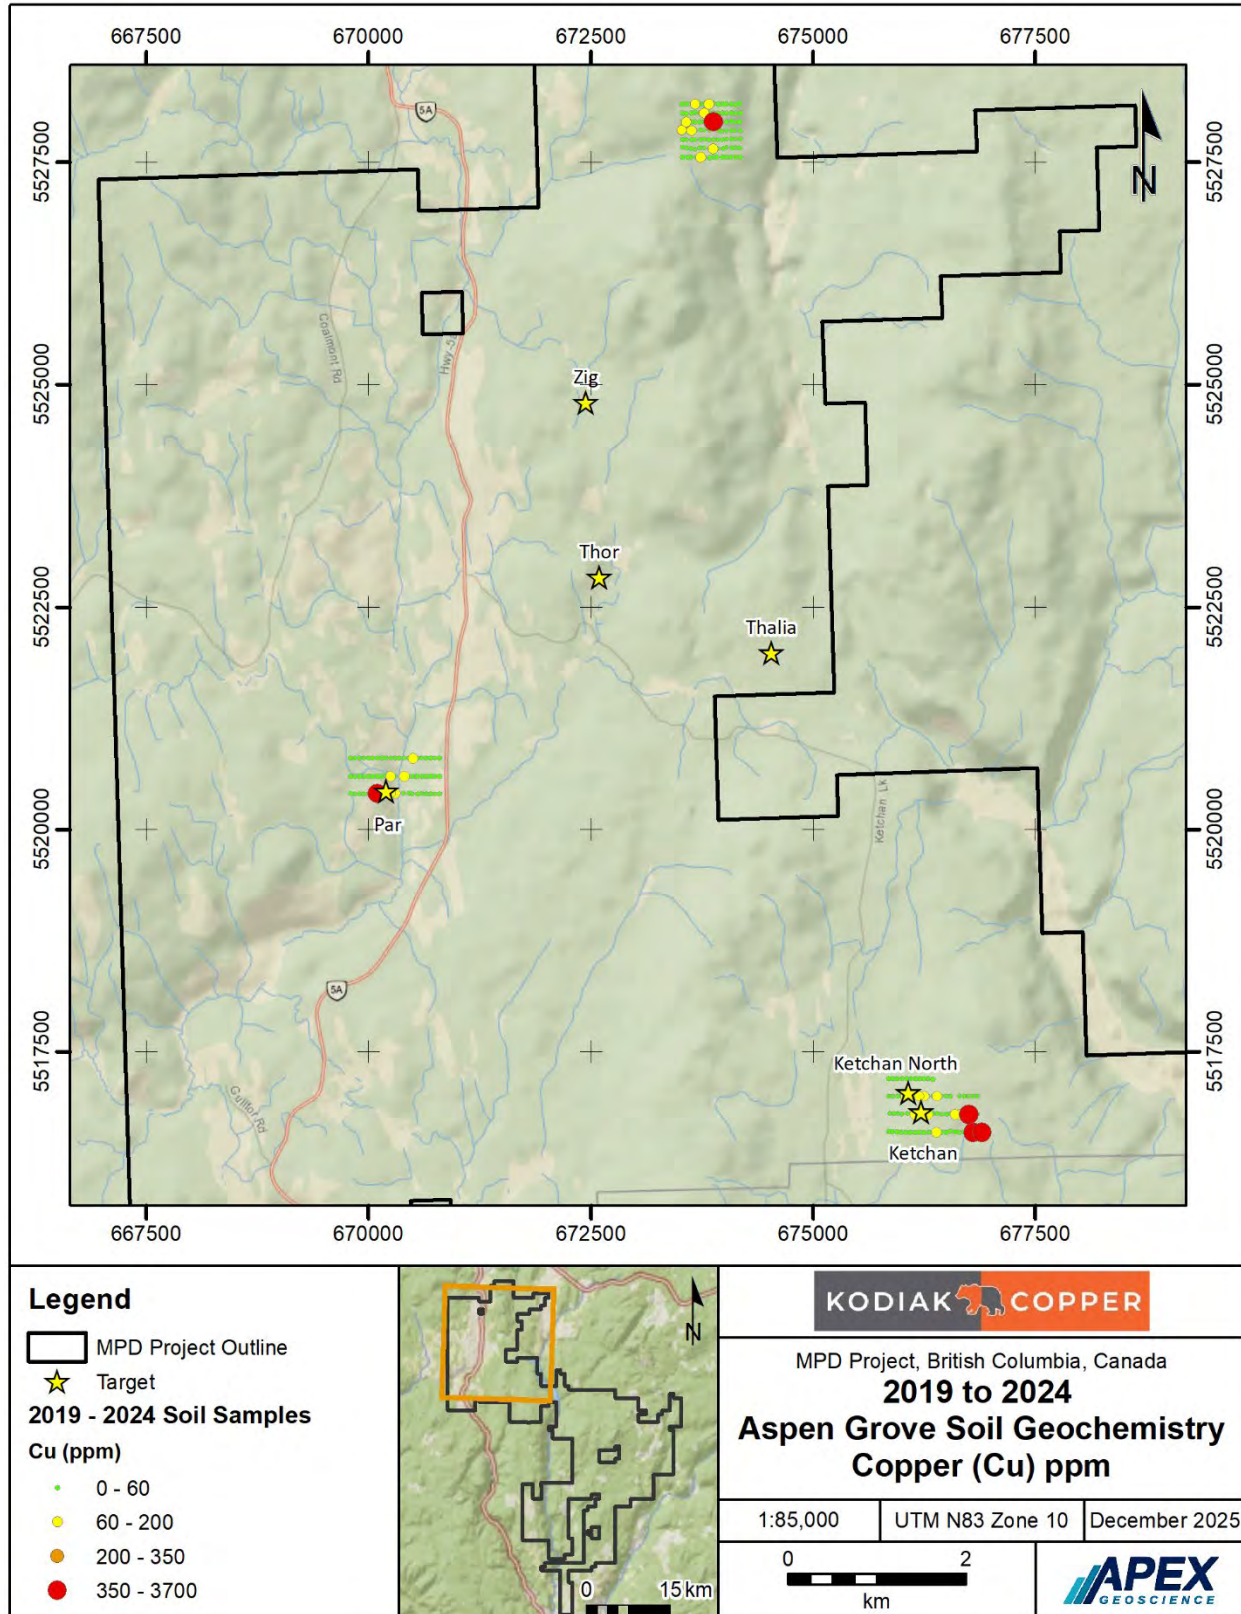 667500 670000 672500 675000 677500
5A
5527500 5527500
N
Coalmont Rd
Hwy-5
5525000 5525000
Zig
Thor
5522500 5522500
Thalia
Ketchan Lk
Par
5520000 5520000
5A
5517500 5517500
Ketchan North
Ketchan
667500 670000 672500 675000 677500
Legend
MPD Project Outline
Target
2019 - 2024 Soil Samples
Cu (ppm)
0 - 60
60 - 200
200 - 350
350 - 3700
N
0 15 km
KODIAK COPPER
MPD Project, British Columbia, Canada
2019 to 2024
Aspen Grove Soil Geochemistry
Copper (Cu) ppm
1:85,000 UTM N83 Zone 10 December 2025
0 2
km
APEX
GEOSCIENCE